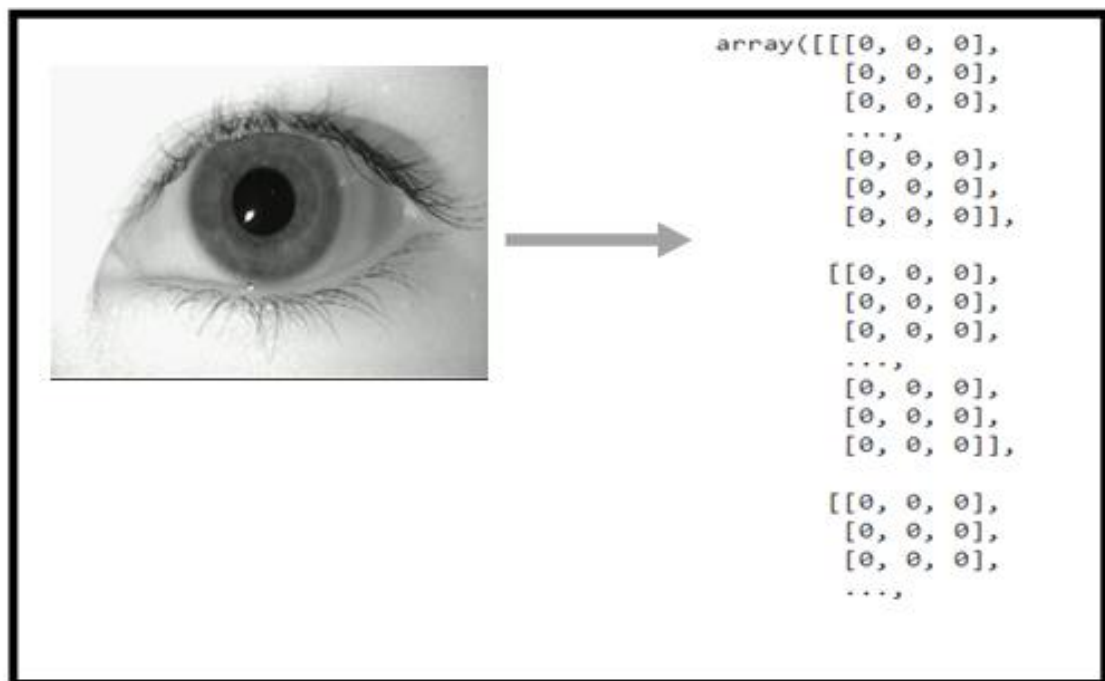 array([[[0, 0, 0],
[0, 0, 0],
[0, 0, 0],
...,
[0, 0, 0],
[0, 0, 0],
[0, 0, 0]],
[[0, 0, 0],
[0, 0, 0],
[0, 0, 0],
...,
[0, 0, 0],
[0, 0, 0],
[0, 0, 0]],
[[0, 0, 0],
[0, 0, 0],
[0, 0, 0],
...,